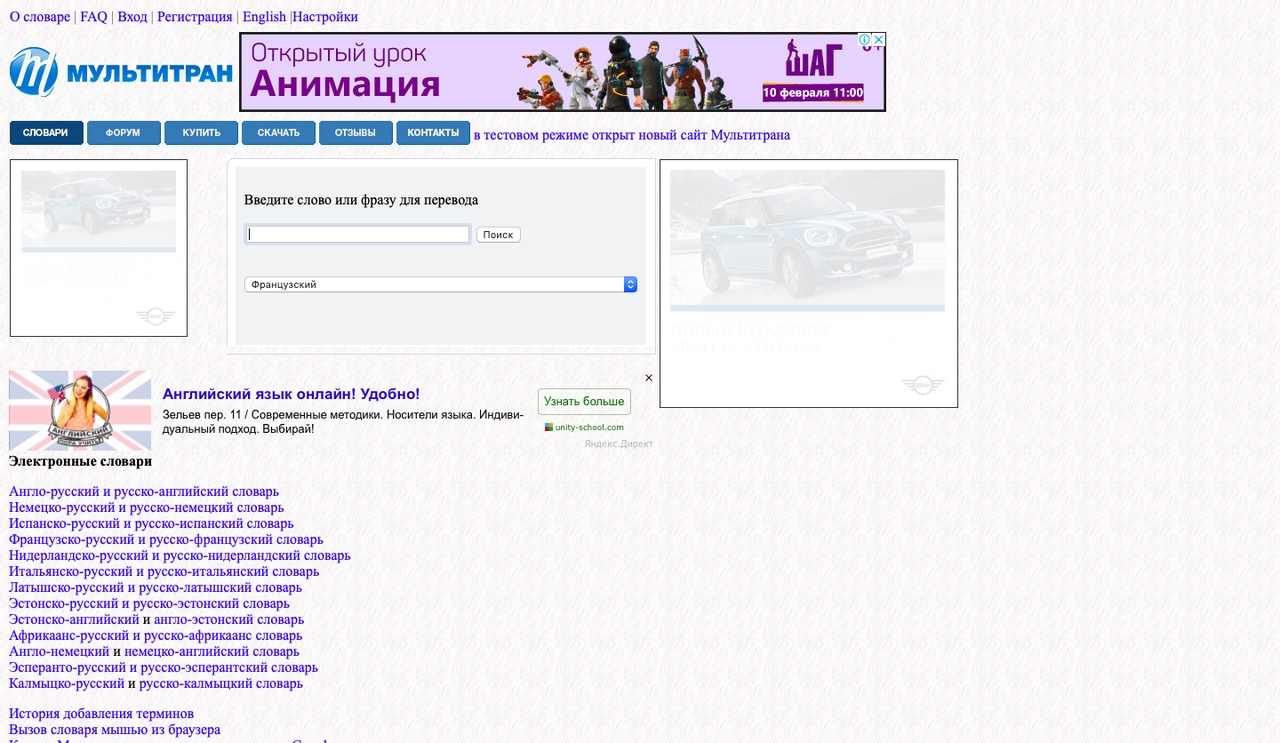 О словаре | FAQ | Вход | Регистрация | English |Настройки
МУЛЬТИТРАН
Открытый урок
Анимация
ШАГ
10 февраля 11:00
СЛОВАРИ ФОРУМ КУПИТЬ СКАЧАТЬ ОТЗЫВЫ КОНТАКТЫ в тестовом режиме открыт новый сайт Мультитрана
Введите слово или фразу для перевода
Поиск
Французский
Английский язык онлайн! Удобно!
Зельев пер. 11 / Современные методики. Носители языка. Индиви-
дуальный подход. Выбирай!
Узнать больше
unity-school.com
Яндекс.Директ
Электронные словари
Англо-русский и русско-английский словарь
Немецко-русский и русско-немецкий словарь
Испанско-русский и русско-испанский словарь
Французско-русский и русско-французский словарь
Нидерландско-русский и русско-нидерландский словарь
Итальянско-русский и русско-итальянский словарь
Латышско-русский и русско-латышский словарь
Эстонско-русский и русско-эстонский словарь
Эстонско-английский и англо-эстонский словарь
Африкаанс-русский и русско-африкаанс словарь
Англо-немецкий и немецко-английский словарь
Эсперанто-русский и русско-эсперантский словарь
Калмыцко-русский и русско-калмыцкий словарь
История добавления терминов
Вызов словаря мышью из браузера